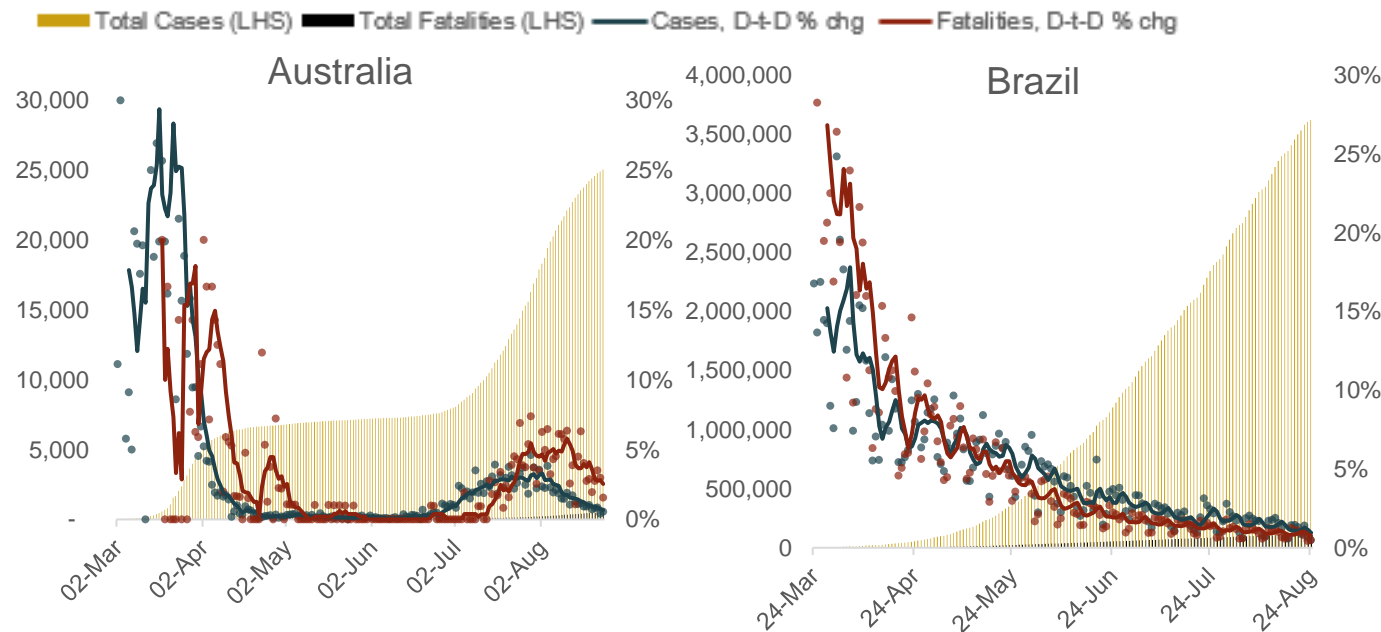 Total Cases (LHS) Total Fatalities (LHS) Cases, D-t-D % chg Fatalities, D-t-D % chg
Australia
30,000
25,000
20,000
15,000
10,000
5,000
-
30%
25%
20%
15%
10%
5%
0%
02-Mar
02-Apr
02-May
02-Jun
02-Jul
02-Aug
Brazil
4,000,000
3,500,000
3,000,000
2,500,000
2,000,000
1,500,000
1,000,000
500,000
0
30%
25%
20%
15%
10%
5%
0%
24-Mar
24-Apr
24-May
24-Jun
24-Jul
24-Aug